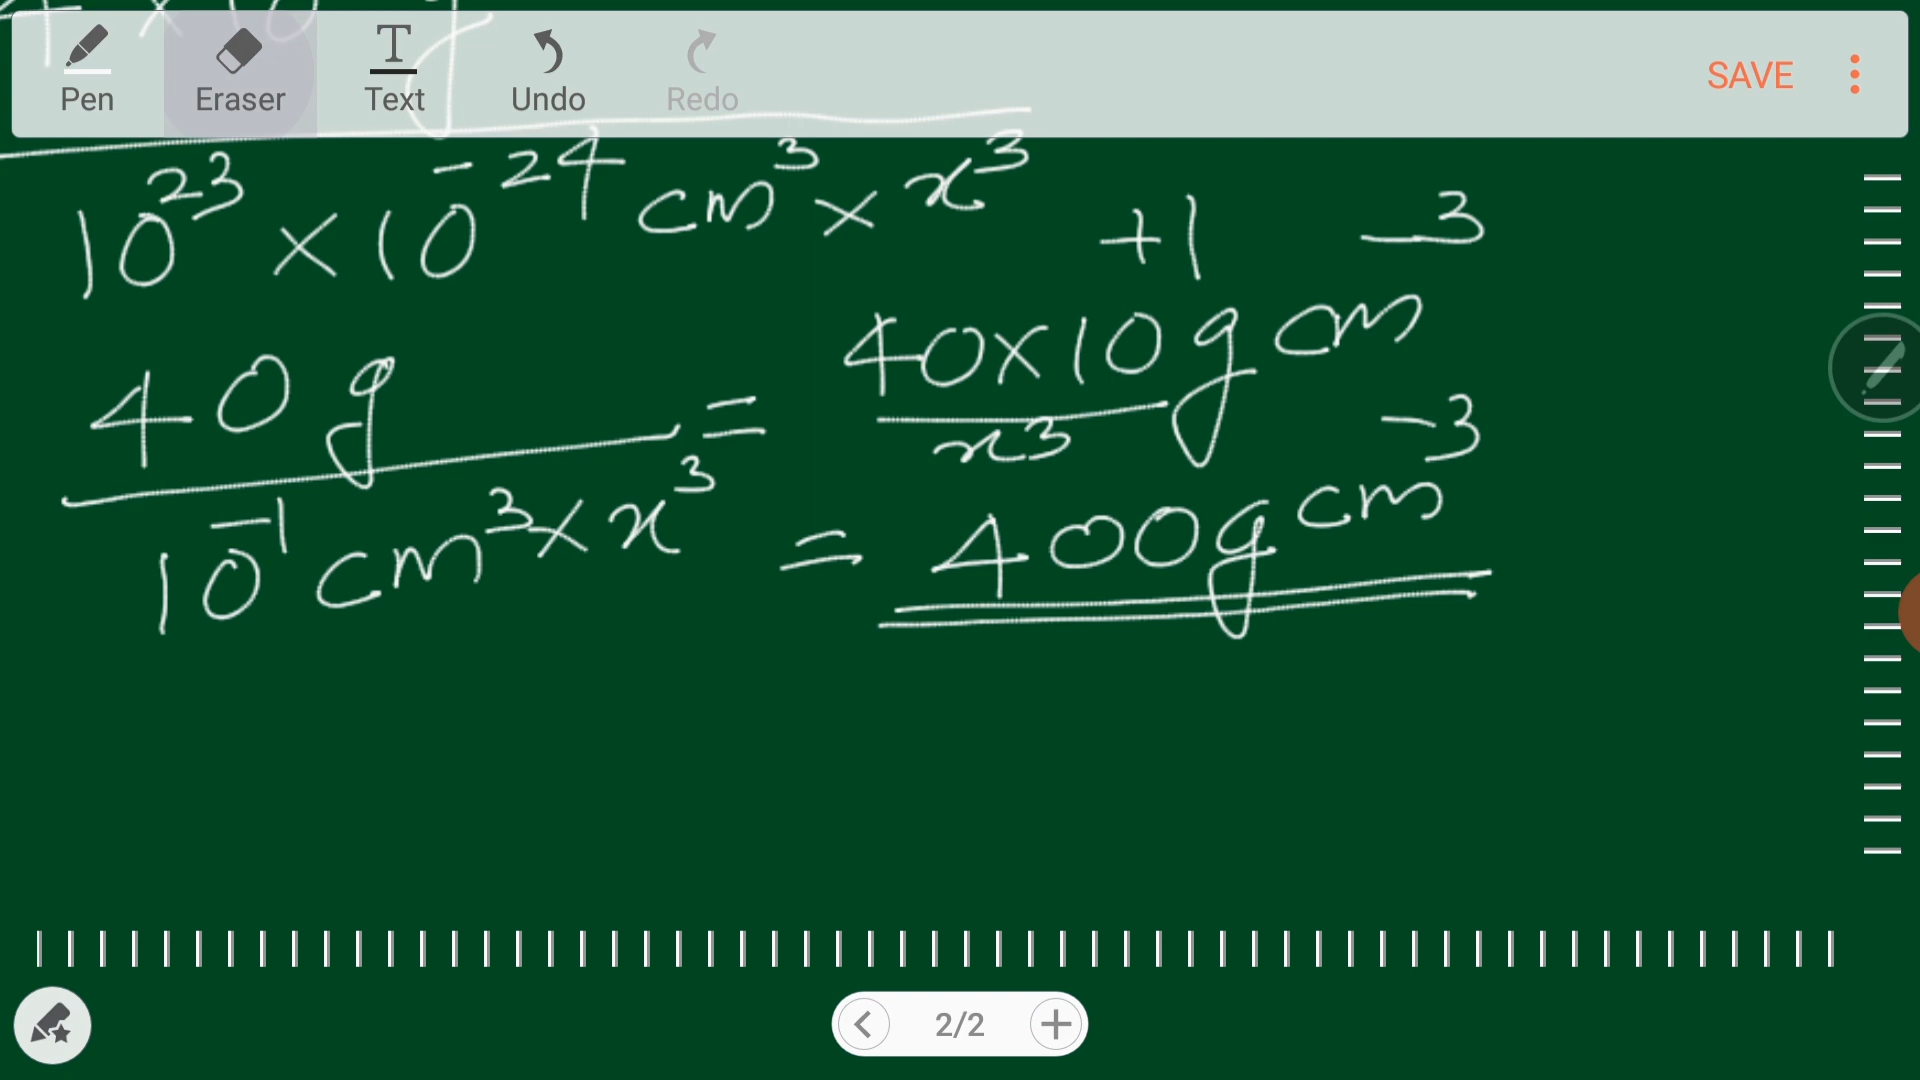 Pen Eraser Text Undo Redo SAVE
10²³ × 10⁻²⁴ cm³ × x³
40 g / 10⁻¹ cm³ × x³ = 40×10⁺¹ g cm⁻³ / x³
= 400 g cm⁻³
2/2